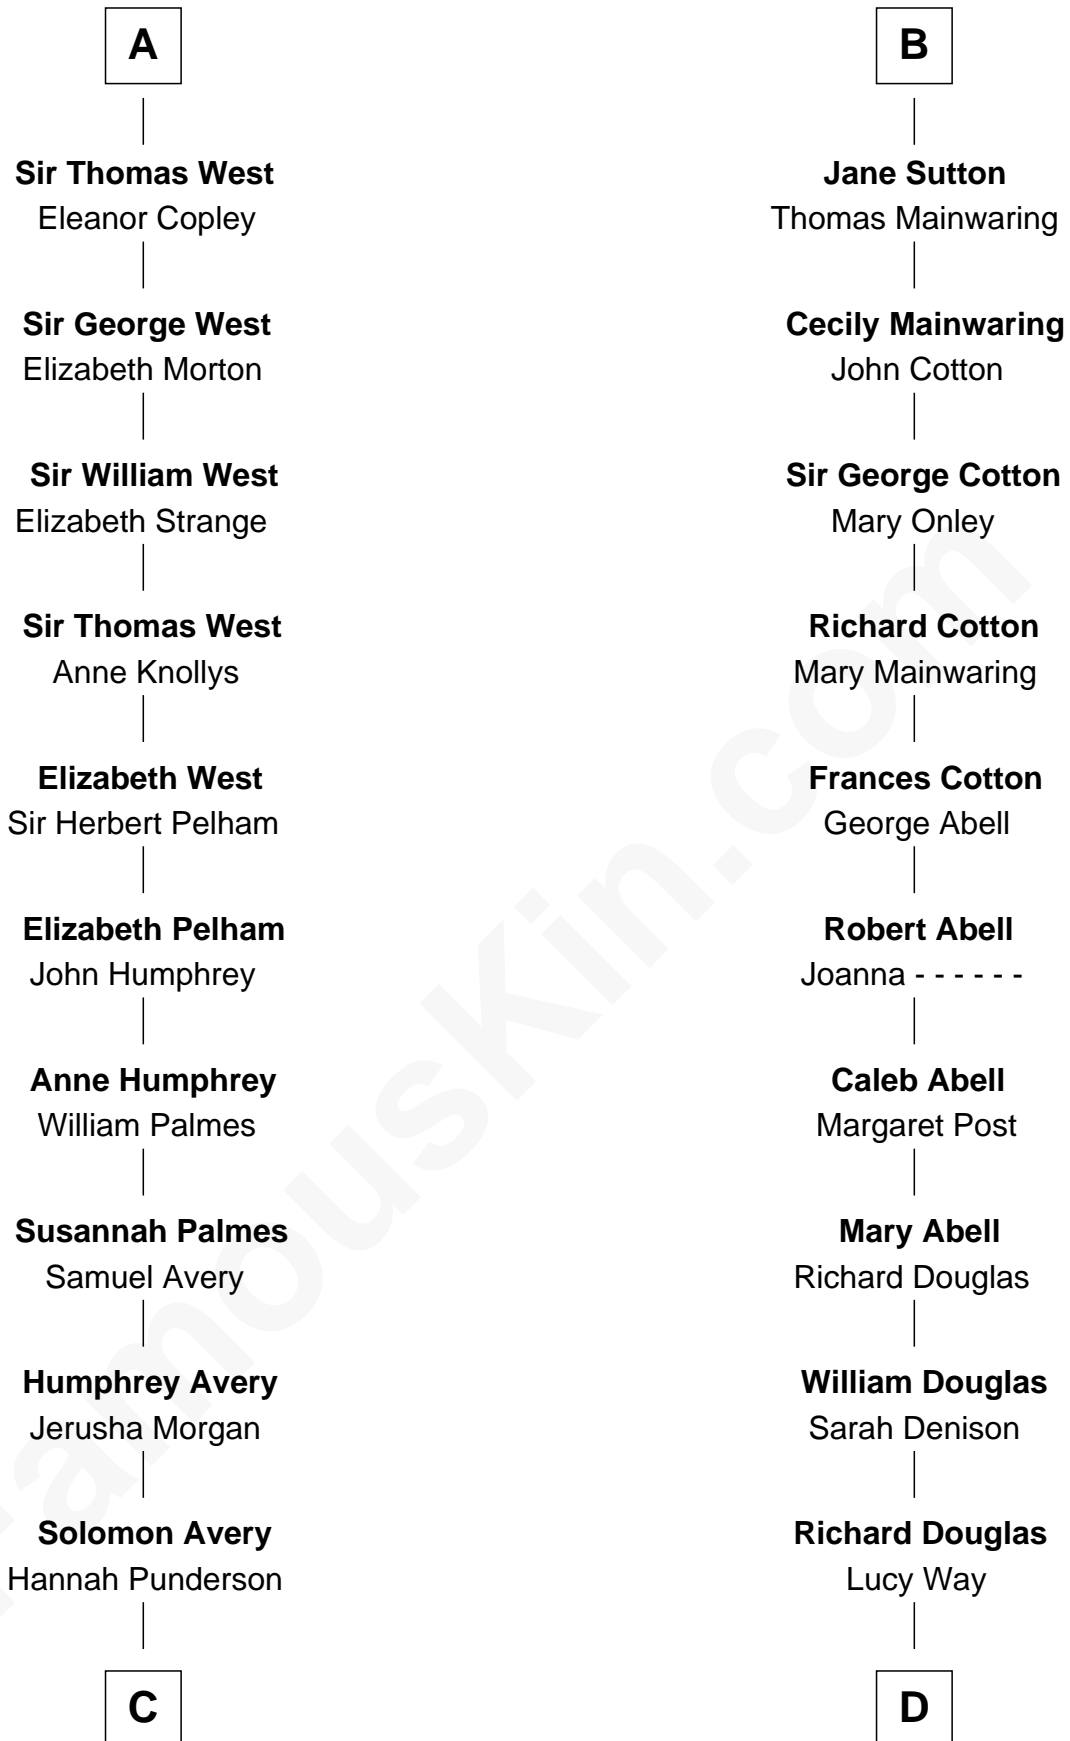 A
Sir Thomas West
Eleanor Copley
Sir George West
Elizabeth Morton
Sir William West
Elizabeth Strange
Sir Thomas West
Anne Knollys
Elizabeth West
Sir Herbert Pelham
Elizabeth Pelham
John Humphrey
Anne Humphrey
William Palmes
Susannah Palmes
Samuel Avery
Humphrey Avery
Jerusha Morgan
Solomon Avery
Hannah Punderson
C
B
Jane Sutton
Thomas Mainwaring
Cecily Mainwaring
John Cotton
Sir George Cotton
Mary Onley
Richard Cotton
Mary Mainwaring
Frances Cotton
George Abell
Robert Abell
Joanna - - - - - -
Caleb Abell
Margaret Post
Mary Abell
Richard Douglas
William Douglas
Sarah Denison
Richard Douglas
Lucy Way
D
FamousKin.com